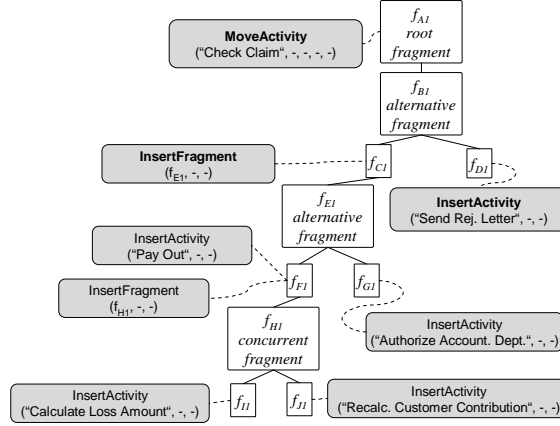 f_A1
root
fragment
MoveActivity
("Check Claim", -, -, -, -)
f_B1
alternative
fragment
InsertFragment
(f_E1, -, -)
f_C1
f_D1
f_E1
alternative
fragment
InsertActivity
("Send Rej. Letter", -, -)
InsertActivity
("Pay Out", -, -)
InsertFragment
(f_H1, -, -)
f_F1
f_G1
f_H1
concurrent
fragment
InsertActivity
("Authorize Account. Dept.", -, -)
InsertActivity
("Calculate Loss Amount", -, -)
f_I1
f_J1
InsertActivity
("Recalc. Customer Contribution", -, -)